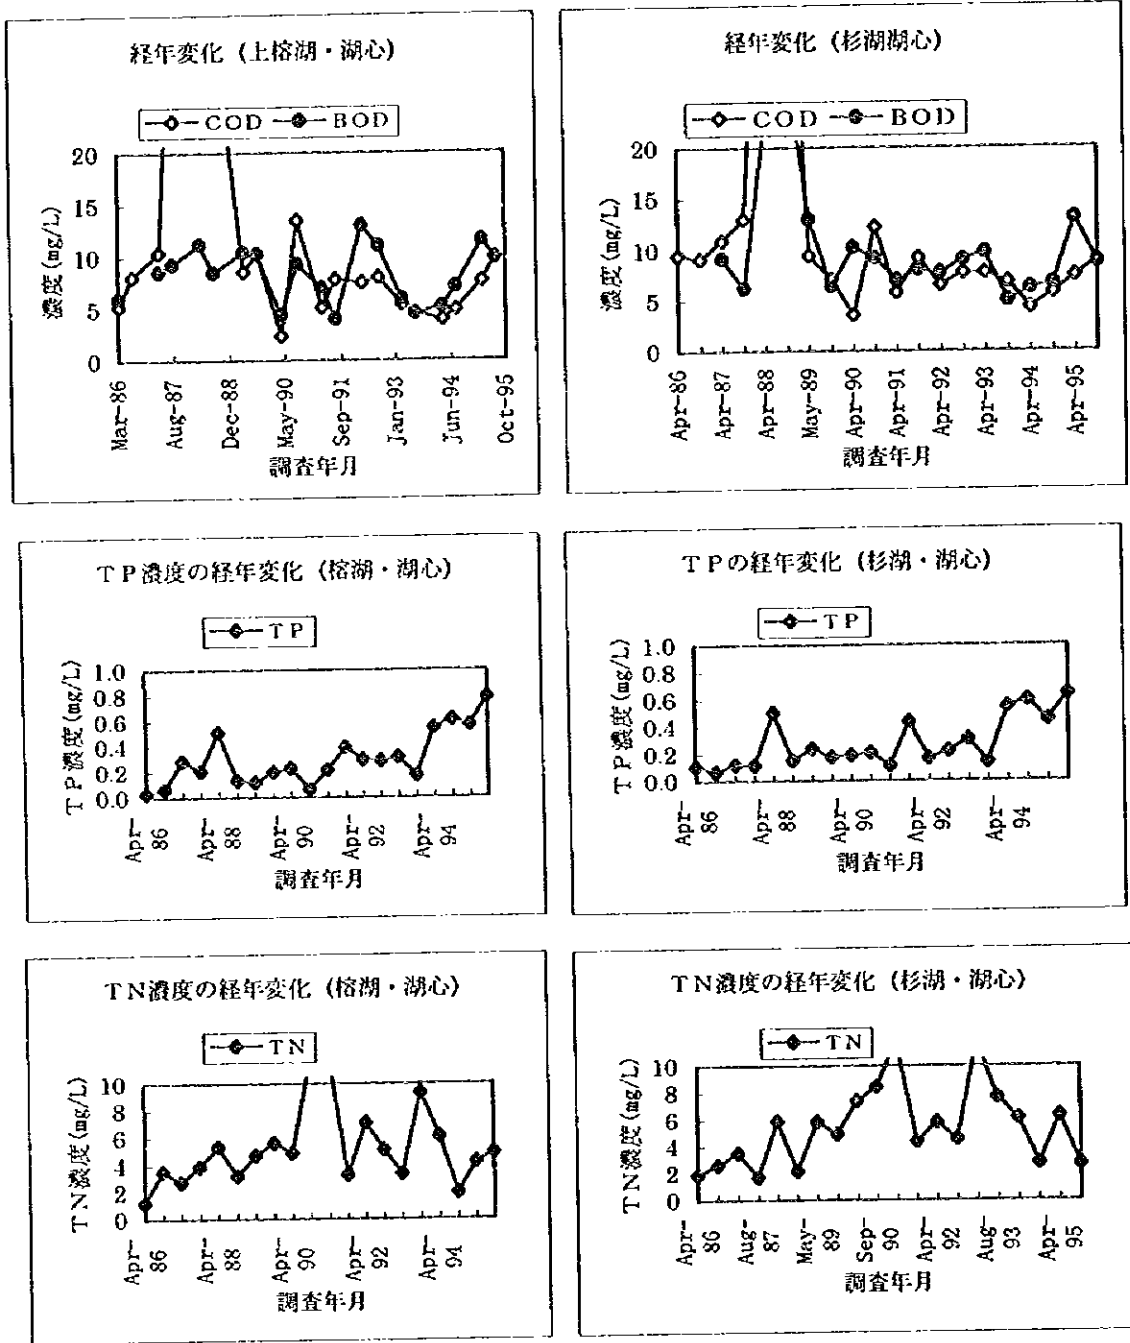 経年変化 (上榕湖・湖心)
COD BOD
濃度 (mg/L)
20
15
10
5
0
Mar-86
Aug-87
Dec-88
May-90
Sep-91
Jan-93
Jun-94
Oct-95
調査年月
経年変化 (杉湖湖心)
COD BOD
濃度 (mg/L)
20
15
10
5
0
Apr-86
Apr-87
Apr-88
May-89
Apr-90
Apr-91
Apr-92
Apr-93
Apr-94
Apr-95
調査年月
TP濃度の経年変化 (榕湖・湖心)
TP
TP濃度(mg/L)
1.0
0.8
0.6
0.4
0.2
0.0
Apr-
86
Apr-
88
Apr-
90
Apr-
92
Apr-
94
調査年月
TPの経年変化 (杉湖・湖心)
TP
TP濃度(mg/L)
1.0
0.8
0.6
0.4
0.2
0.0
Apr-
86
Apr-
88
Apr-
90
Apr-
92
Apr-
94
調査年月
TN濃度の経年変化 (榕湖・湖心)
TN
TN濃度(mg/L)
10
8
6
4
2
0
Apr-
86
Apr-
88
Apr-
90
Apr-
92
Apr-
94
調査年月
TN濃度の経年変化 (杉湖・湖心)
TN
TN濃度(mg/L)
10
8
6
4
2
0
Apr-
86
Aug-
87
May-
89
Sep-
90
Apr-
92
Aug-
93
Apr-
95
調査年月